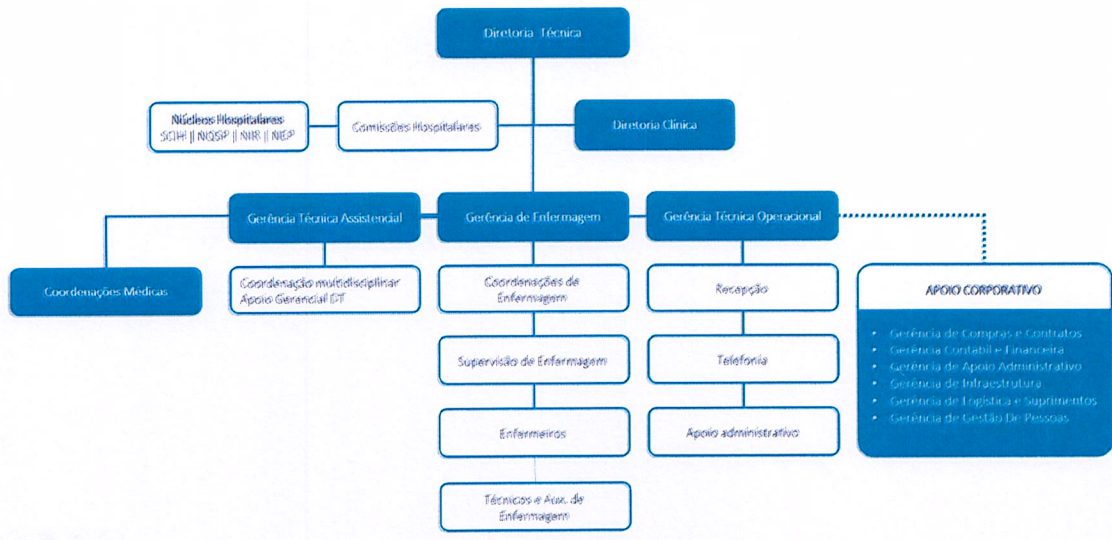 Diretoria Técnica
Núcleos Hospitalares
SCIH || NQSP || NIR || NEP
Comissões Hospitalares
Diretoria Clínica
Gerência Técnica Assistencial
Gerência de Enfermagem
Gerência Técnica Operacional
Coordenações Médicas
Coordenação multidisciplinar
Apoio Gerencial DT
Coordenações de
Enfermagem
Recepção
APOIO CORPORATIVO
• Gerência de Compras e Contratos
• Gerência Contábil e Financeira
• Gerência de Apoio Administrativo
• Gerência de Infraestrutura
• Gerência de Logística e Suprimentos
• Gerência de Gestão De Pessoas
Supervisão de Enfermagem
Telefonia
Enfermeiros
Apoio administrativo
Técnicos e Aux. de
Enfermagem